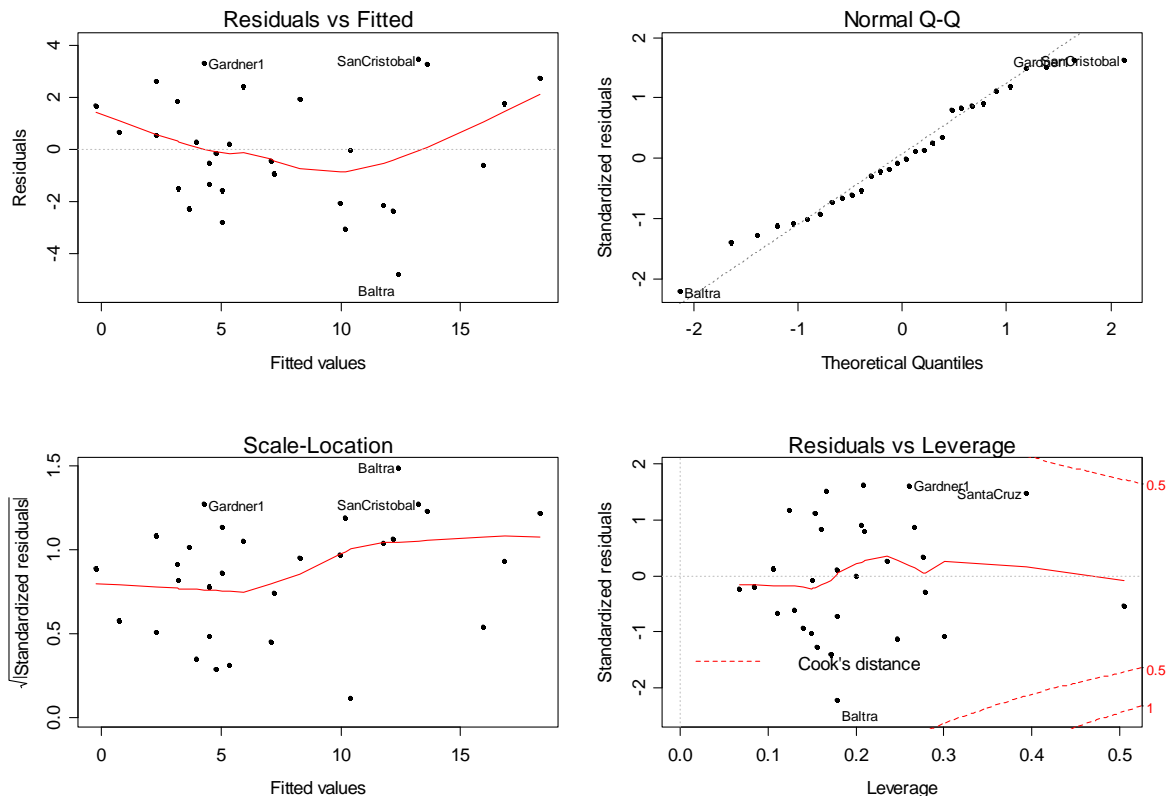 Residuals vs Fitted
Residuals
4
2
0
-2
-4
Gardner1
SanCristobal
Baltra
0
5
10
15
Fitted values
Normal Q-Q
Standardized residuals
2
1
0
-1
-2
Gardner1
SanCristobal
Baltra
-2
-1
0
1
2
Theoretical Quantiles
Scale-Location
√|Standardized residuals|
1.5
1.0
0.5
0.0
Baltra
Gardner1
SanCristobal
0
5
10
15
Fitted values
Residuals vs Leverage
Standardized residuals
2
1
0
-1
-2
Gardner1
SantaCruz
0.5
Cook's distance
0.5
1
Baltra
0.0
0.1
0.2
0.3
0.4
0.5
Leverage